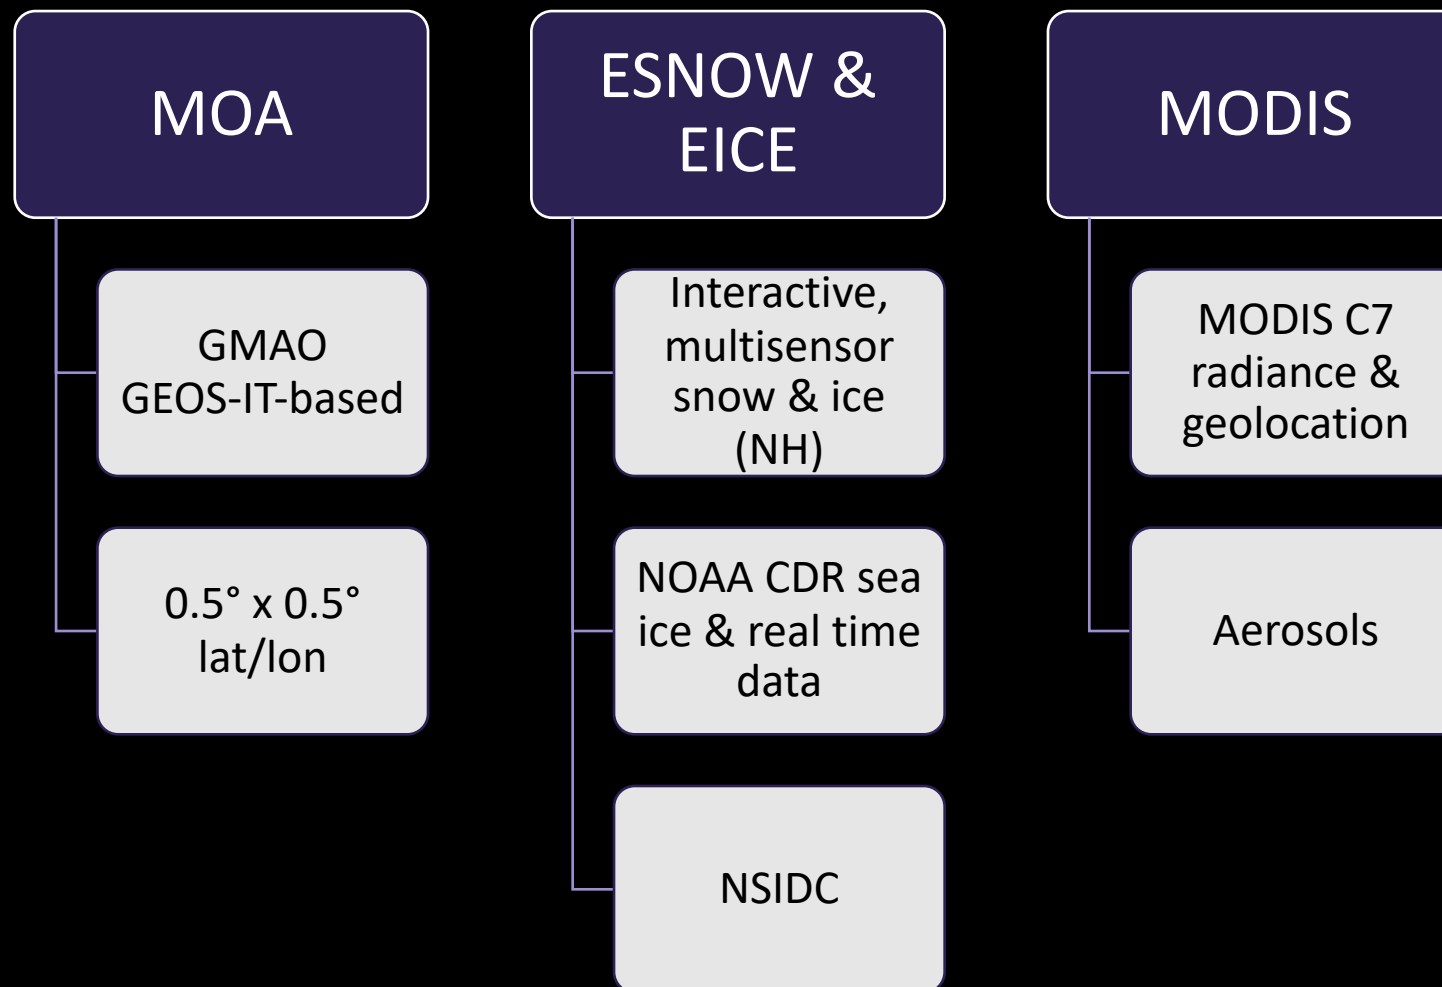 MOA
GMAO
GEOS-IT-based
0.5° x 0.5°
lat/lon
ESNOW &
EICE
Interactive,
multisensor
snow & ice
(NH)
NOAA CDR sea
ice & real time
data
NSIDC
MODIS
MODIS C7
radiance &
geolocation
Aerosols